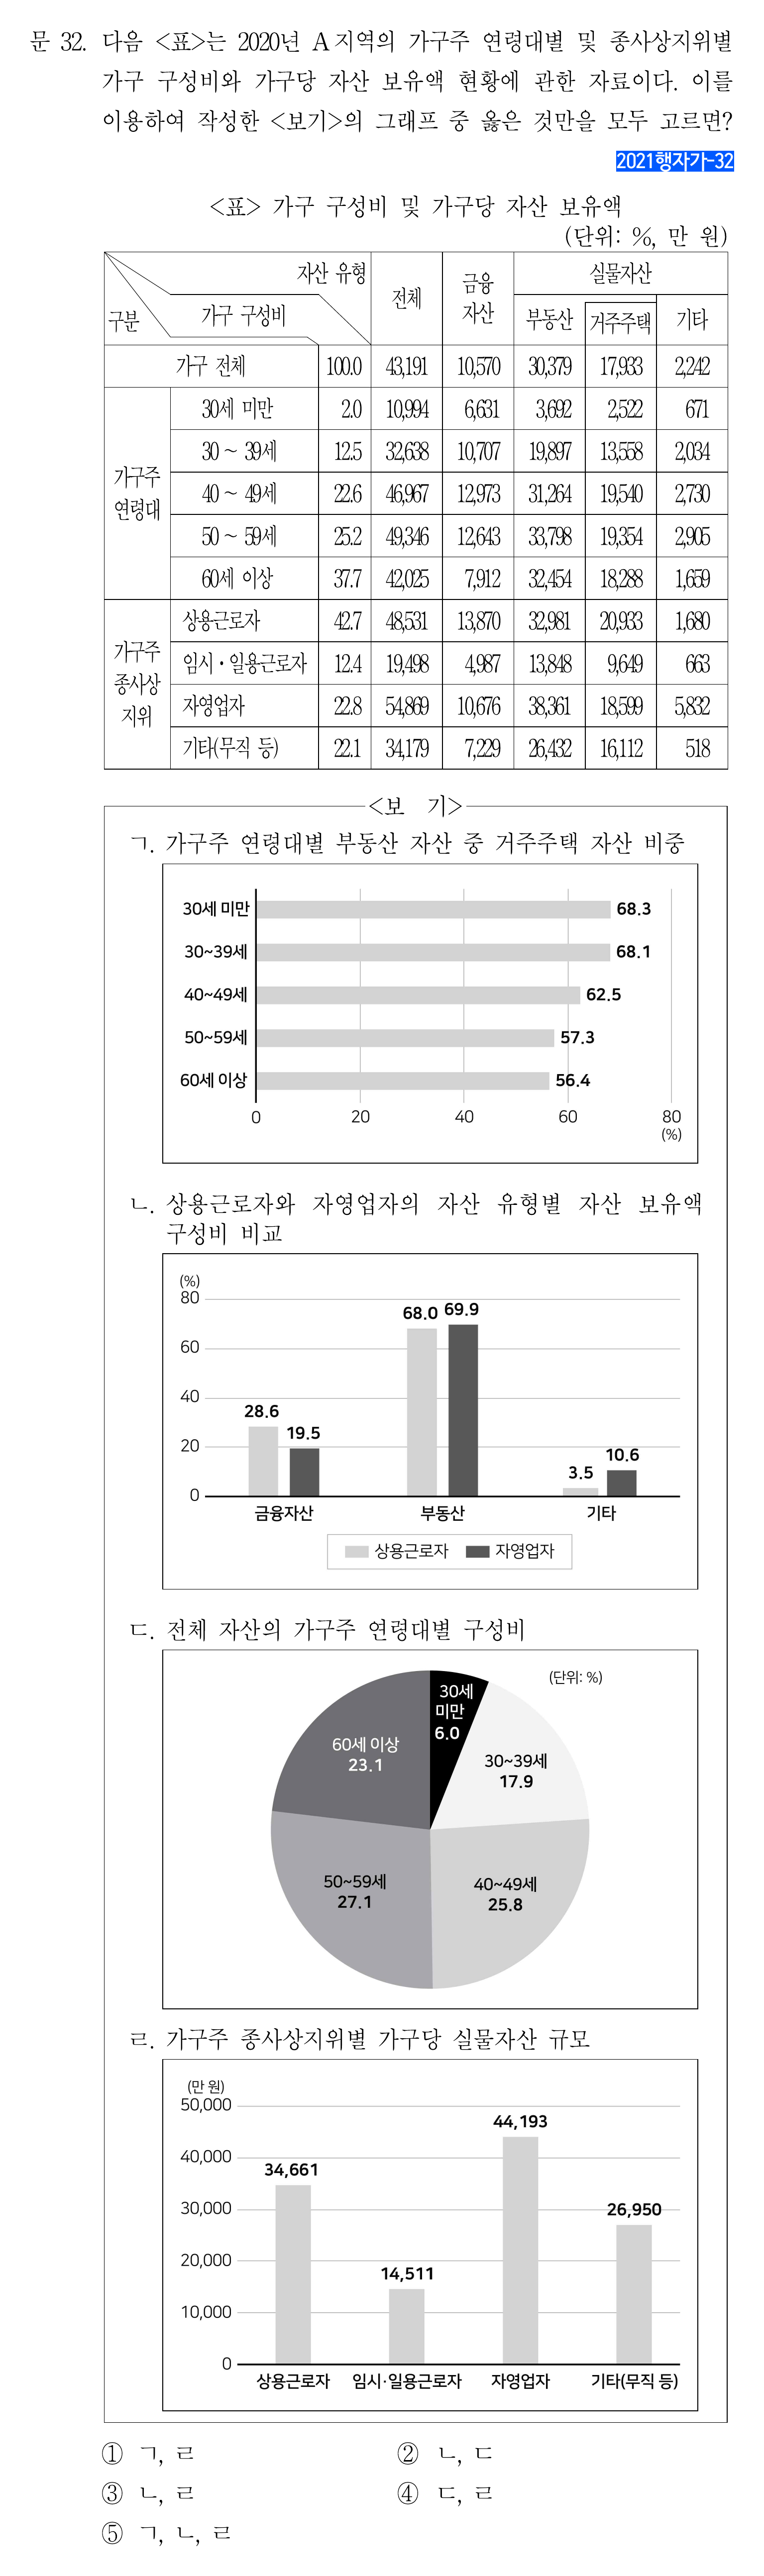 문 32. 다음 <표>는 2020년 A지역의 가구주 연령대별 및 종사상지위별
가구 구성비와 가구당 자산 보유액 현황에 관한 자료이다. 이를
이용하여 작성한 <보기>의 그래프 중 옳은 것만을 모두 고르면?
2021행자가-32
<표> 가구 구성비 및 가구당 자산 보유액
(단위: %, 만 원)
자산 유형
가구 구성비
구분
전체
금융
자산
실물자산
부동산
거주주택
기타
가구 전체 100.0 43,191 10,570 30,379 17,933 2,242
가구주
연령대
30세 미만 2.0 10,994 6,631 3,692 2,522 671
30 ~ 39세 12.5 32,638 10,707 19,897 13,558 2,034
40 ~ 49세 22.6 46,967 12,973 31,264 19,540 2,730
50 ~ 59세 25.2 49,346 12,643 33,798 19,354 2,905
60세 이상 37.7 42,025 7,912 32,454 18,288 1,659
가구주
종사상
지위
상용근로자 42.7 48,531 13,870 32,981 20,933 1,680
임시·일용근로자 12.4 19,498 4,987 13,848 9,649 663
자영업자 22.8 54,869 10,676 38,361 18,599 5,832
기타(무직 등) 22.1 34,179 7,229 26,432 16,112 518
<보 기>
ㄱ. 가구주 연령대별 부동산 자산 중 거주주택 자산 비중
30세 미만 68.3
30~39세 68.1
40~49세 62.5
50~59세 57.3
60세 이상 56.4
0 20 40 60 80
(%)
ㄴ. 상용근로자와 자영업자의 자산 유형별 자산 보유액
구성비 비교
(%)
80
60
40
20
0
28.6 19.5
68.0 69.9
3.5 10.6
금융자산 부동산 기타
상용근로자 자영업자
ㄷ. 전체 자산의 가구주 연령대별 구성비
(단위: %)
30세
미만
6.0
30~39세
17.9
40~49세
25.8
50~59세
27.1
60세 이상
23.1
ㄹ. 가구주 종사상지위별 가구당 실물자산 규모
(만 원)
50,000
40,000
30,000
20,000
10,000
0
34,661
14,511
44,193
26,950
상용근로자 임시·일용근로자 자영업자 기타(무직 등)
① ㄱ, ㄹ ② ㄴ, ㄷ
③ ㄴ, ㄹ ④ ㄷ, ㄹ
⑤ ㄱ, ㄴ, ㄹ